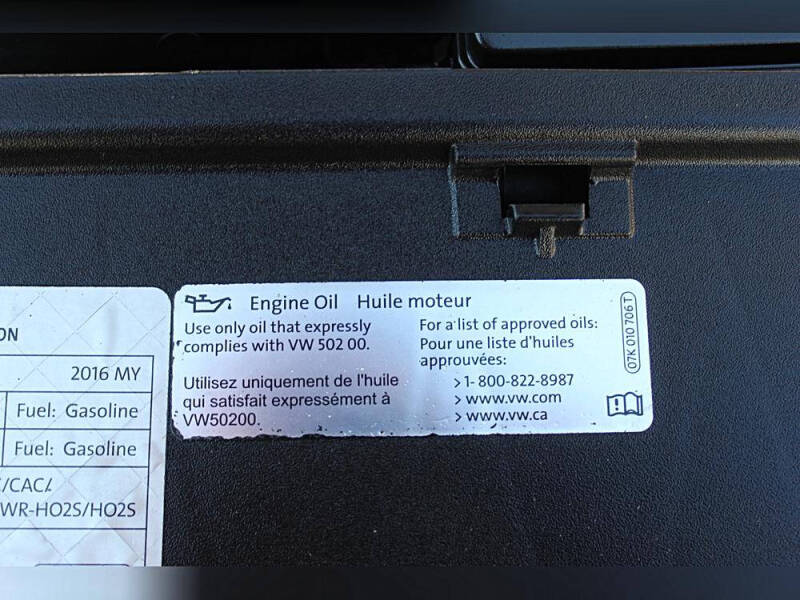 ON
2016 MY
Fuel: Gasoline
Fuel: Gasoline
/CAC
WR-HO2S/HO2S
Engine Oil Huile moteur
Use only oil that expressly
complies with VW 502 00.
Utilisez uniquement de l'huile
qui satisfait expressément à
VW50200.
For a list of approved oils:
Pour une liste d'huiles
approuvées:
>1-800-822-8987
>www.vw.com
>www.vw.ca
07K 010 706 T